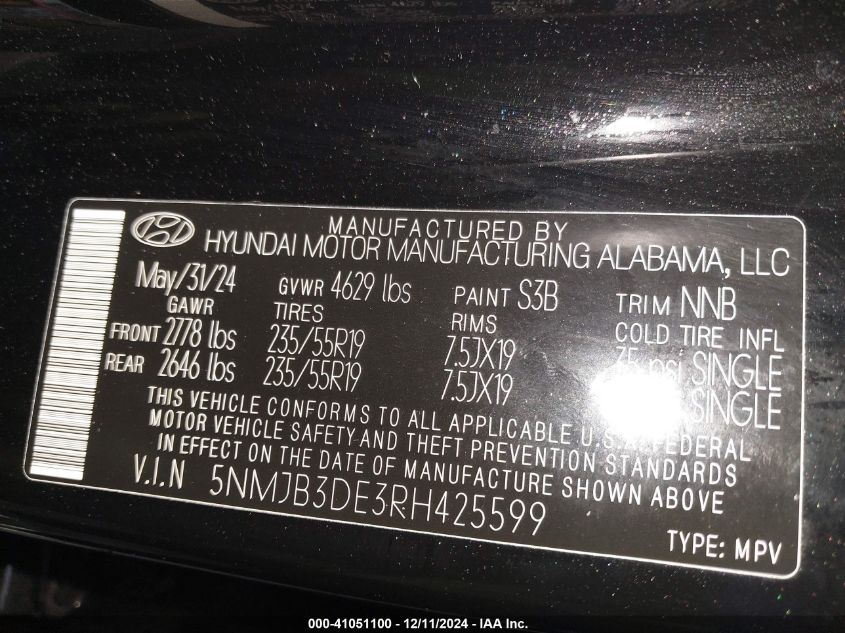 MANUFACTURED BY
HYUNDAI MOTOR MANUFACTURING ALABAMA, LLC
May/31/24 GVWR 4629 lbs PAINT S3B TRIM NNB
GAWR TIRES RIMS COLD TIRE INFL
FRONT 2778 lbs 235/55R19 7.5JX19 35 psi SINGLE
REAR 2646 lbs 235/55R19 7.5JX19 SINGLE
THIS VEHICLE CONFORMS TO ALL APPLICABLE U.S. FEDERAL
MOTOR VEHICLE SAFETY AND THEFT PREVENTION STANDARDS
IN EFFECT ON THE DATE OF MANUFACTURE SHOWN ABOVE
V.I.N 5NMJB3DE3RH425599
TYPE: MPV
000-41051100 - 12/11/2024 - IAA Inc.